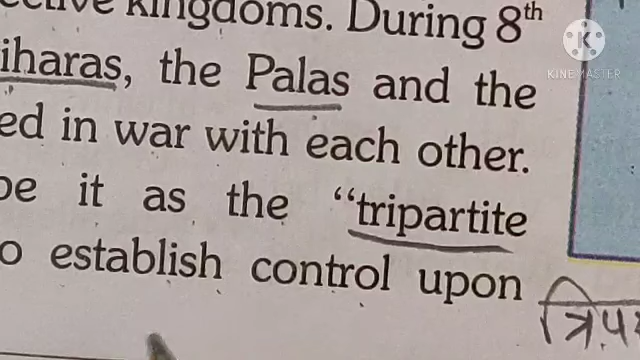 kingdoms. During 8th
iharas, the Palas and the
ed in war with each other.
be it as the “tripartite
o establish control upon
K
KINEMASTER